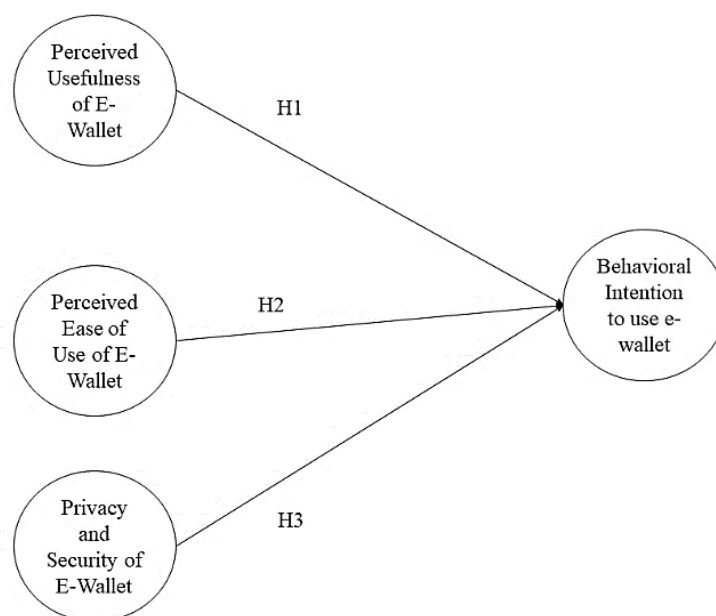 Perceived
Usefulness
of E-
Wallet
H1
Perceived
Ease of
Use of E-
Wallet
H2
Behavioral
Intention
to use e-
wallet
Privacy
and
Security of
E-Wallet
H3